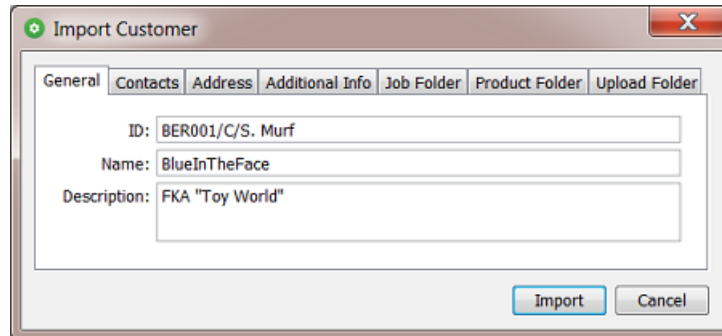 Import Customer
General Contacts Address Additional Info Job Folder Product Folder Upload Folder
ID: BER001/C/S. Murf
Name: BlueInTheFace
Description: FKA "Toy World"
Import Cancel